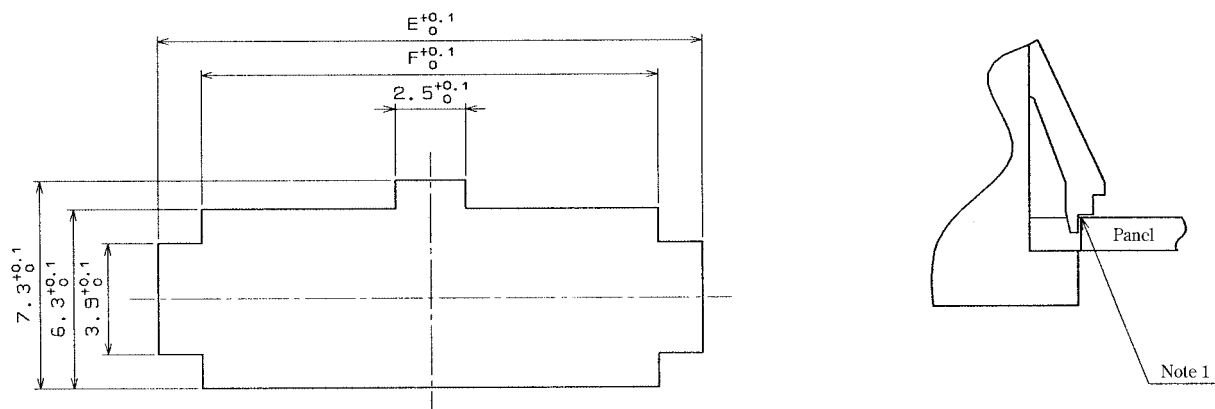 E +0.1 0
F +0.1 0
2.5 +0.1 0
7.3 +0.1 0
6.3 +0.1 0
3.9 +0.1 0
Panel
Note 1